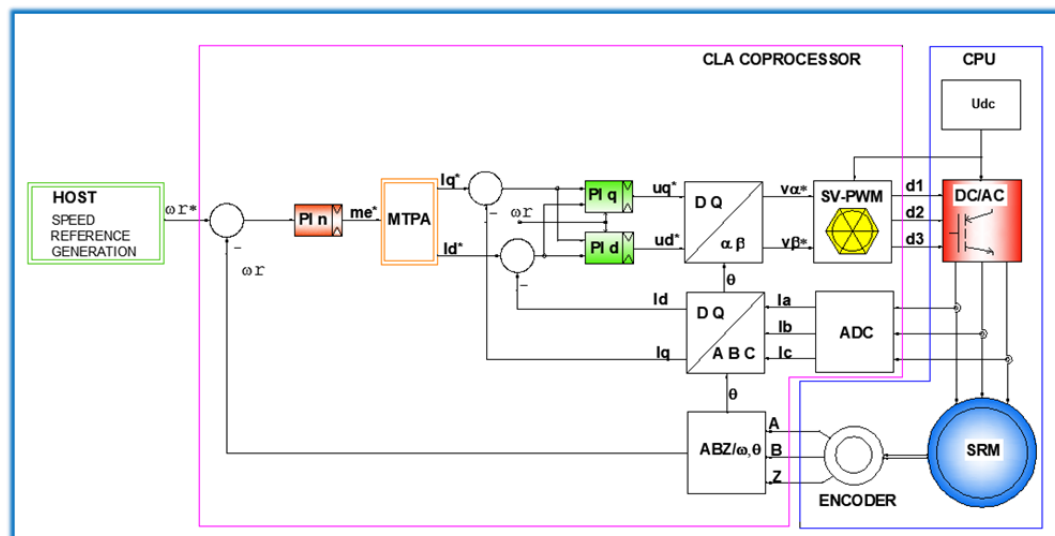 CLA COPROCESSOR
CPU
Udc
HOST
SPEED
REFERENCE
GENERATION
ωr*
ωr
PI n
me*
MTPA
Iq*
Id*
ωr
PI q
PI d
uq*
ud*
D Q
α β
vα*
vβ*
SV-PWM
d1
d2
d3
DC/AC
θ
Id
Iq
D Q
A B C
Ia
Ib
Ic
ADC
θ
ABZ/ω,θ
A
B
Z
ENCODER
SRM